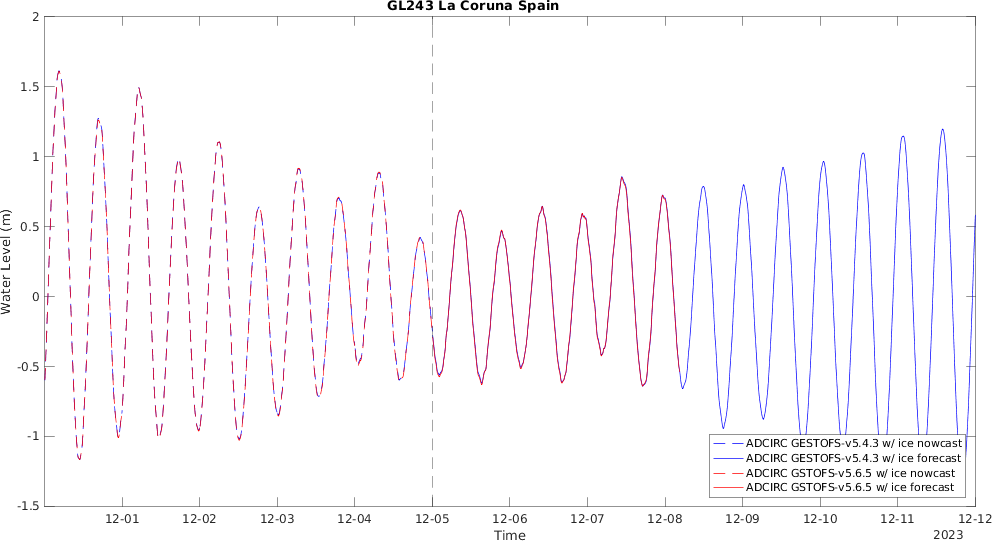 GL243 La Coruna Spain
2
1.5
1
0.5
0
-0.5
-1
-1.5
Water Level (m)
ADCIRC GESTOFS-v5.4.3 w/ ice nowcast
ADCIRC GESTOFS-v5.4.3 w/ ice forecast
ADCIRC GSTOFS-v5.6.5 w/ ice nowcast
ADCIRC GSTOFS-v5.6.5 w/ ice forecast
12-01 12-02 12-03 12-04 12-05 12-06 12-07 12-08 12-09 12-10 12-11 12-12
Time
2023